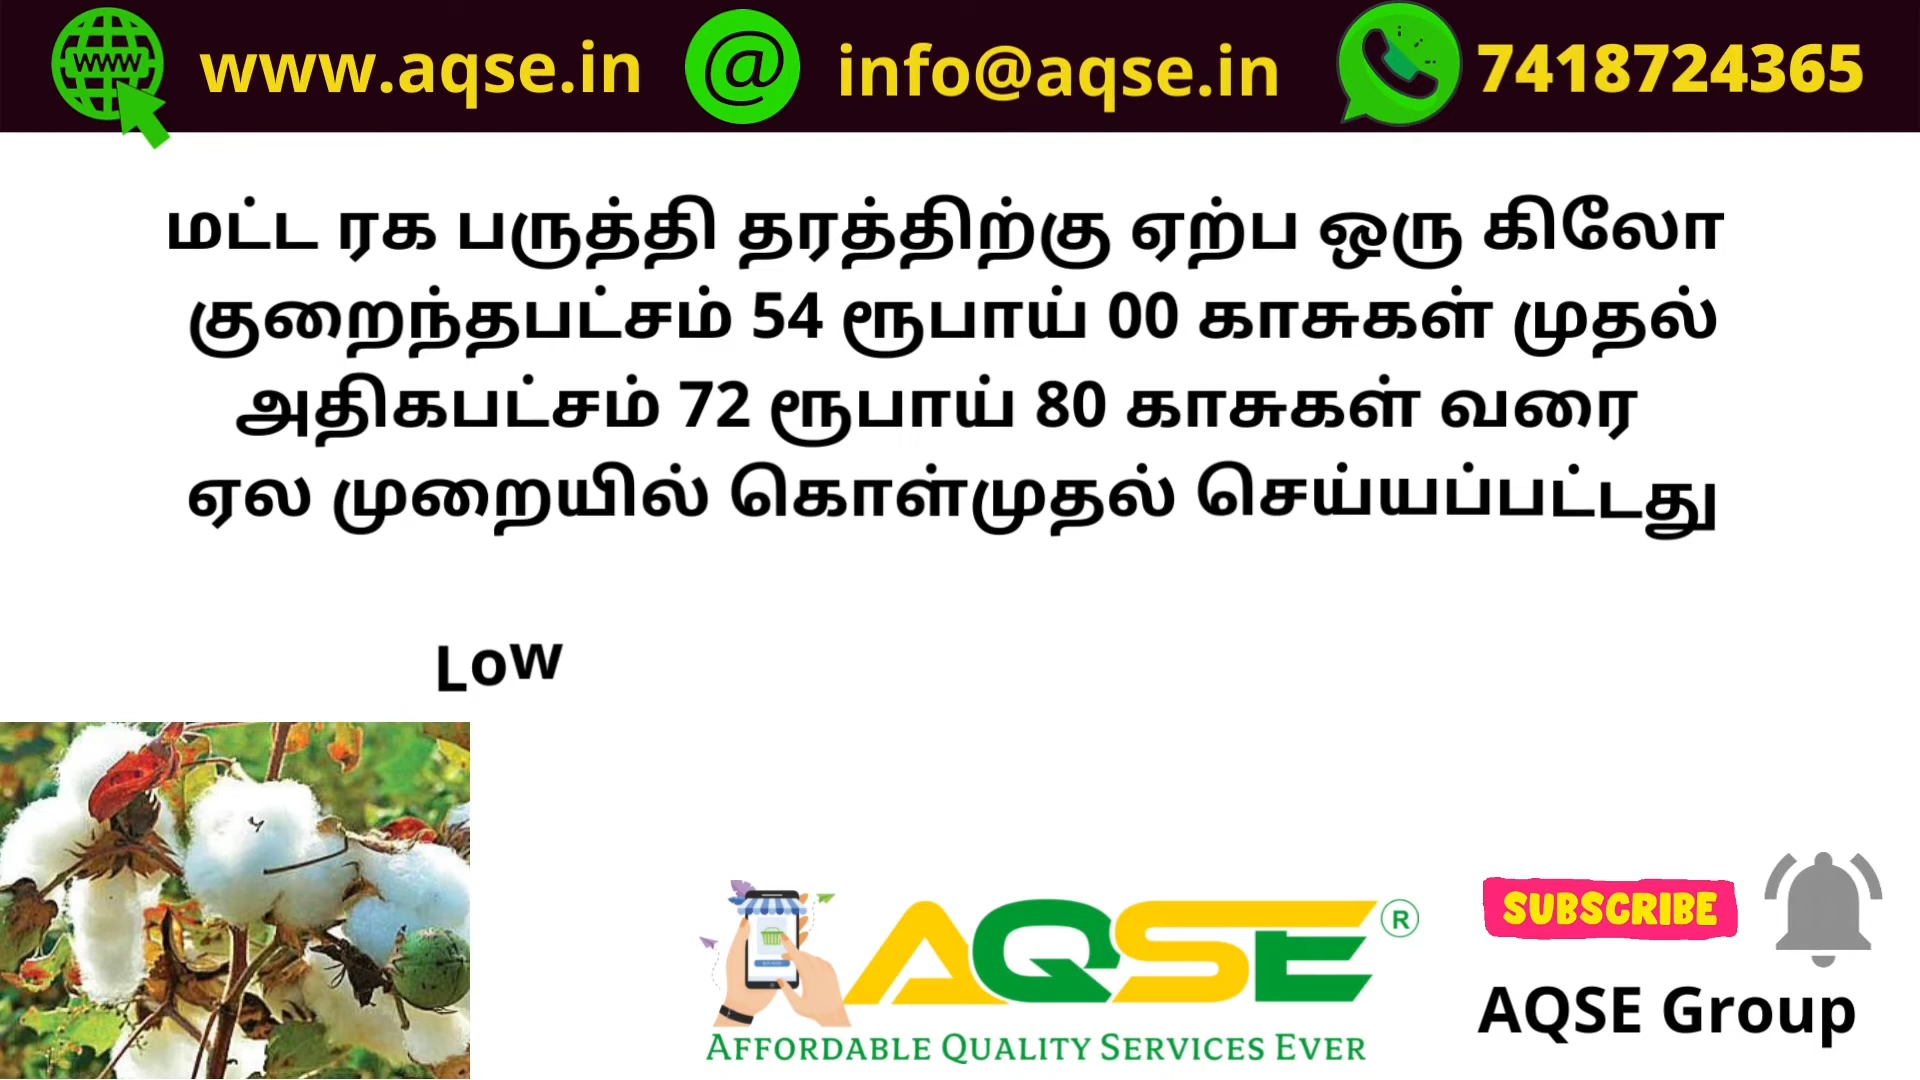 www.aqse.in
info@aqse.in
7418724365
மட்ட ரக பருத்தி தரத்திற்கு ஏற்ப ஒரு கிலோ
குறைந்தபட்சம் 54 ரூபாய் 00 காசுகள் முதல்
அதிகபட்சம் 72 ரூபாய் 80 காசுகள் வரை
ஏல முறையில் கொள்முதல் செய்யப்பட்டது
Low
AQSE ®
AFFORDABLE QUALITY SERVICES EVER
SUBSCRIBE
AQSE Group